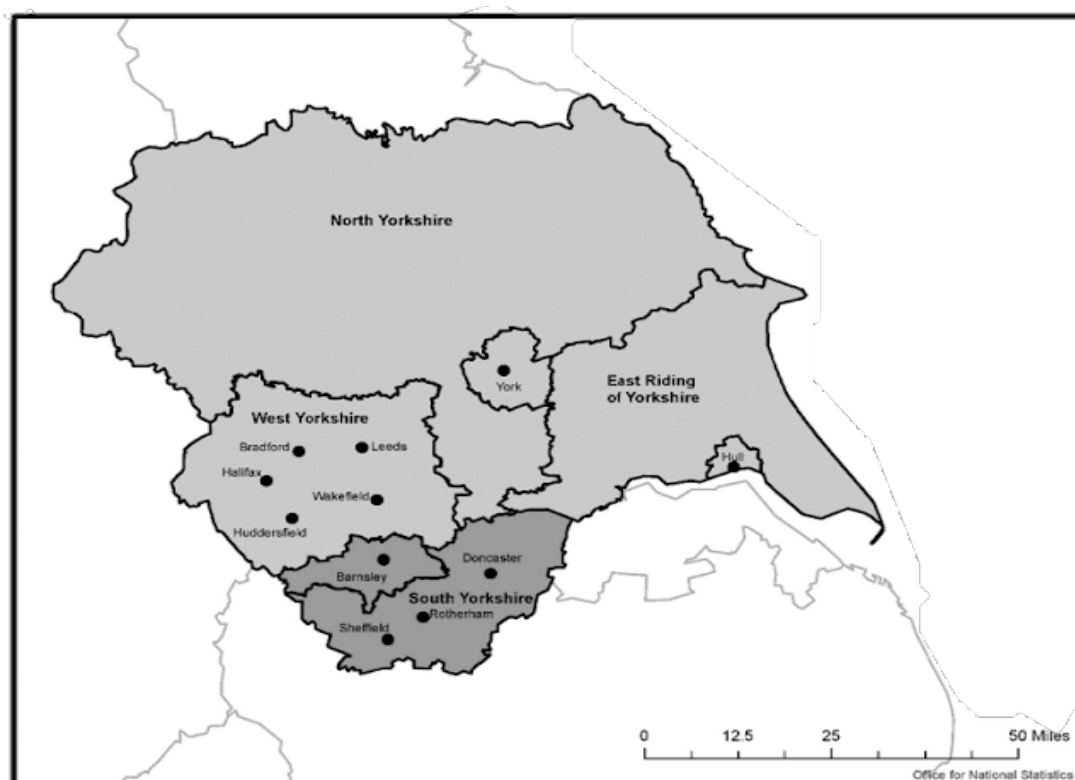 North Yorkshire
York
East Riding
of Yorkshire
West Yorkshire
Bradford
Leeds
Hull
Halifax
Wakefield
Huddersfield
Doncaster
Barnsley
South Yorkshire
Rotherham
Sheffield
0 12.5 25 50 Miles
Office for National Statistics